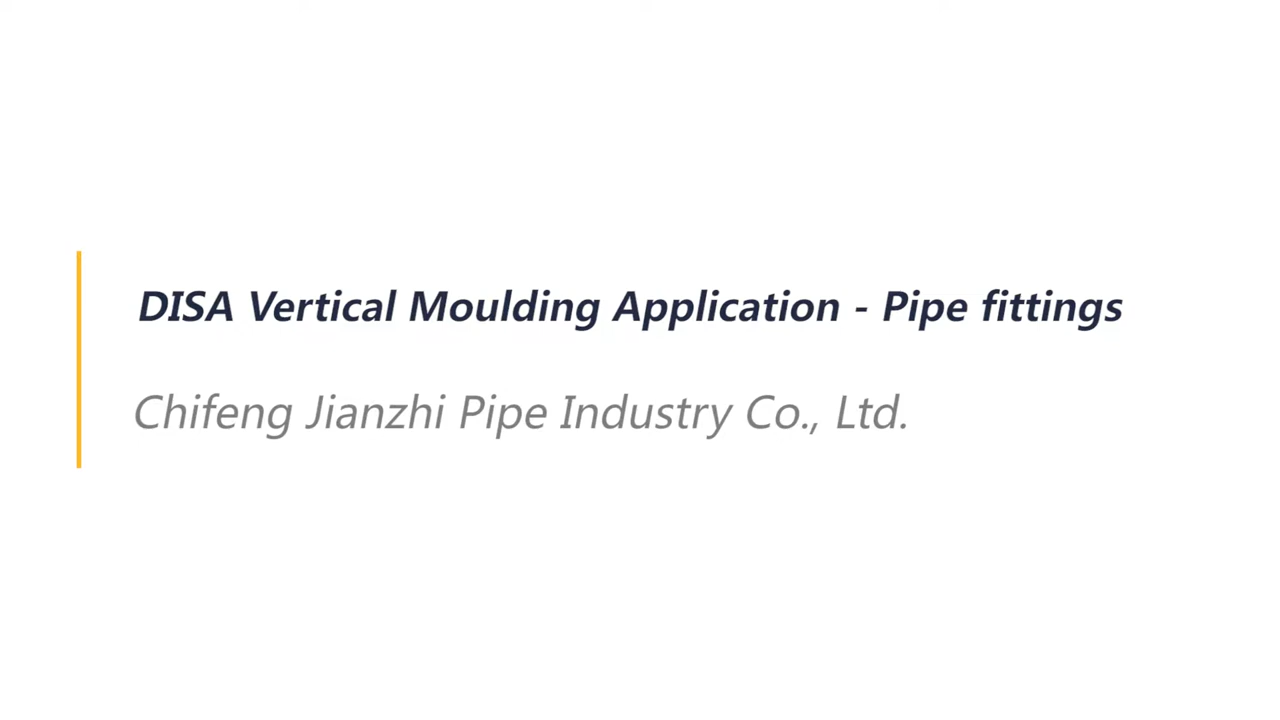 DISA Vertical Moulding Application - Pipe fittings
Chifeng Jianzhi Pipe Industry Co., Ltd.